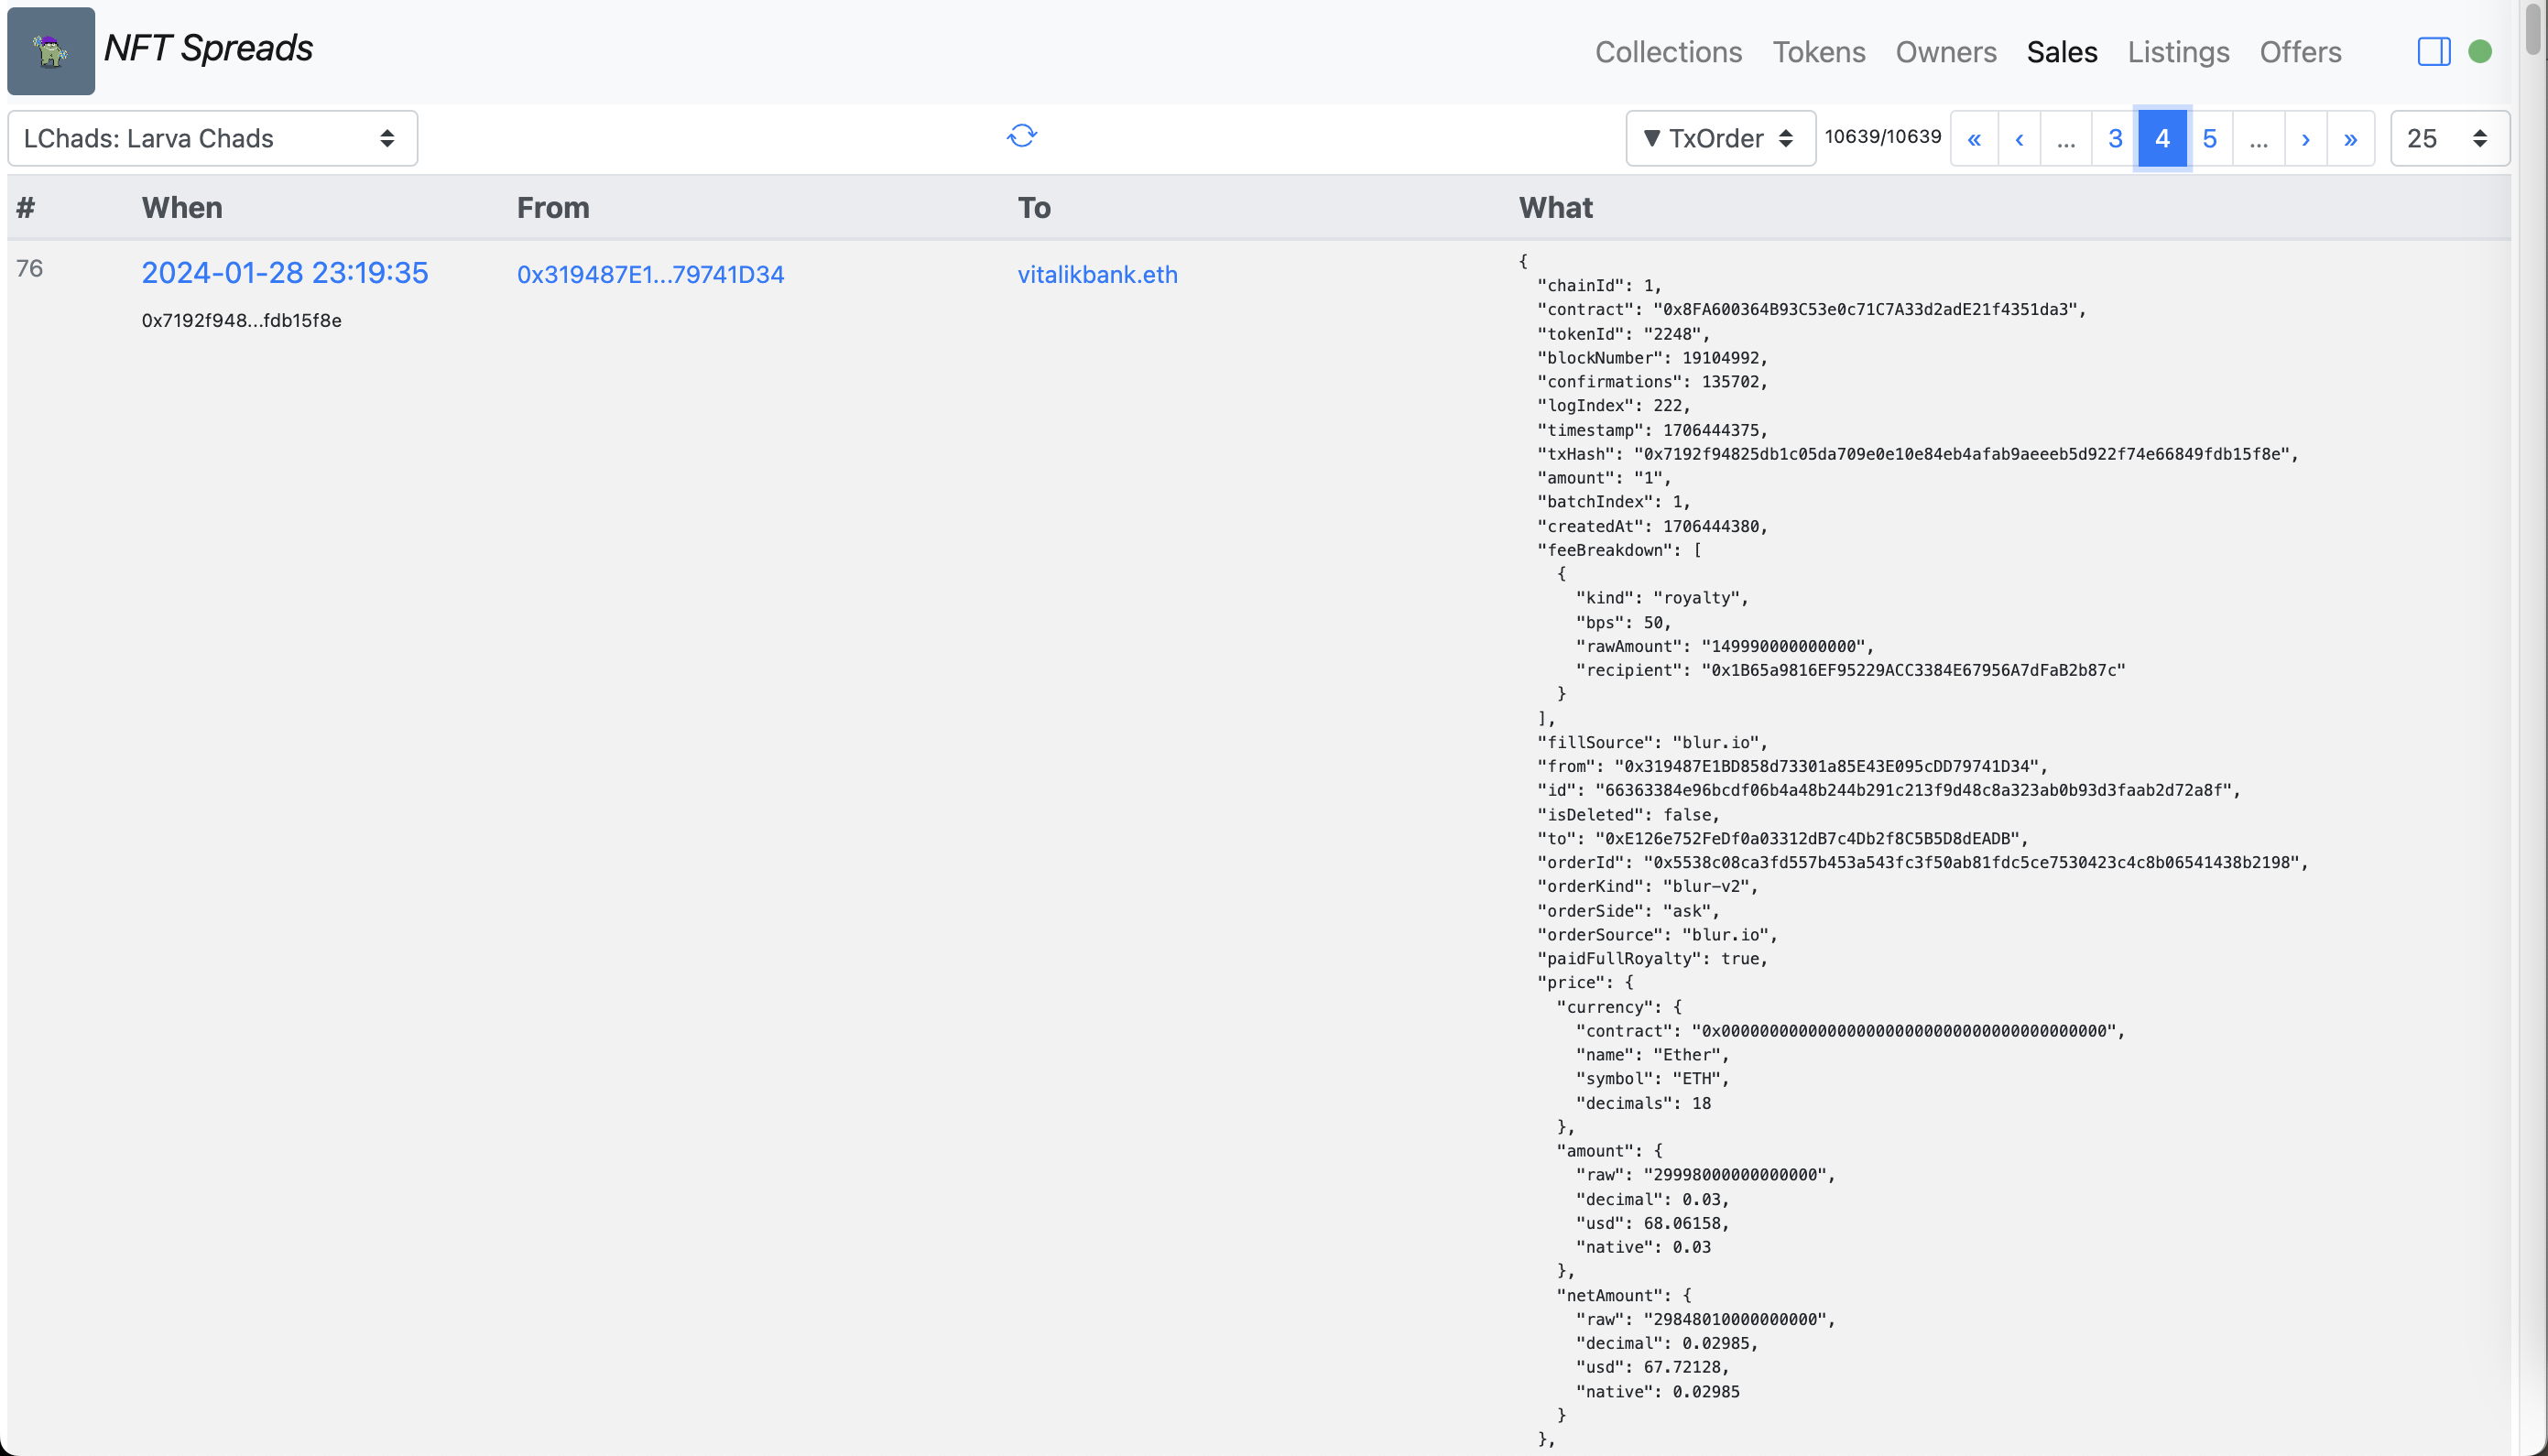 NFT Spreads
Collections Tokens Owners Sales Listings Offers
LChads: Larva Chads
▼ TxOrder 10639/10639 « ‹ ... 3 4 5 ... › » 25
# When From To What
76 2024-01-28 23:19:35 0x319487E1...79741D34 vitalikbank.eth
0x7192f948...fdb15f8e
{
"chainId": 1,
"contract": "0x8FA600364B93C53e0c71C7A33d2adE21f4351da3",
"tokenId": "2248",
"blockNumber": 19104992,
"confirmations": 135702,
"logIndex": 222,
"timestamp": 1706444375,
"txHash": "0x7192f94825db1c05da709e0e10e84eb4afab9aeeeb5d922f74e66849fdb15f8e",
"amount": "1",
"batchIndex": 1,
"createdAt": 1706444380,
"feeBreakdown": [
{
"kind": "royalty",
"bps": 50,
"rawAmount": "149990000000000",
"recipient": "0x1B65a9816EF95229ACC3384E67956A7dFaB2b87c"
}
],
"fillSource": "blur.io",
"from": "0x319487E1BD858d73301a85E43E095cDD79741D34",
"id": "66363384e96bcdf06b4a48b244b291c213f9d48c8a323ab0b93d3faab2d72a8f",
"isDeleted": false,
"to": "0xE126e752FeDf0a03312dB7c4Db2f8C5B5D8dEADB",
"orderId": "0x5538c08ca3fd557b453a543fc3f50ab81fdc5ce7530423c4c8b06541438b2198",
"orderKind": "blur-v2",
"orderSide": "ask",
"orderSource": "blur.io",
"paidFullRoyalty": true,
"price": {
"currency": {
"contract": "0x0000000000000000000000000000000000000000",
"name": "Ether",
"symbol": "ETH",
"decimals": 18
},
"amount": {
"raw": "29998000000000000",
"decimal": 0.03,
"usd": 68.06158,
"native": 0.03
},
"netAmount": {
"raw": "29848010000000000",
"decimal": 0.02985,
"usd": 67.72128,
"native": 0.02985
}
},